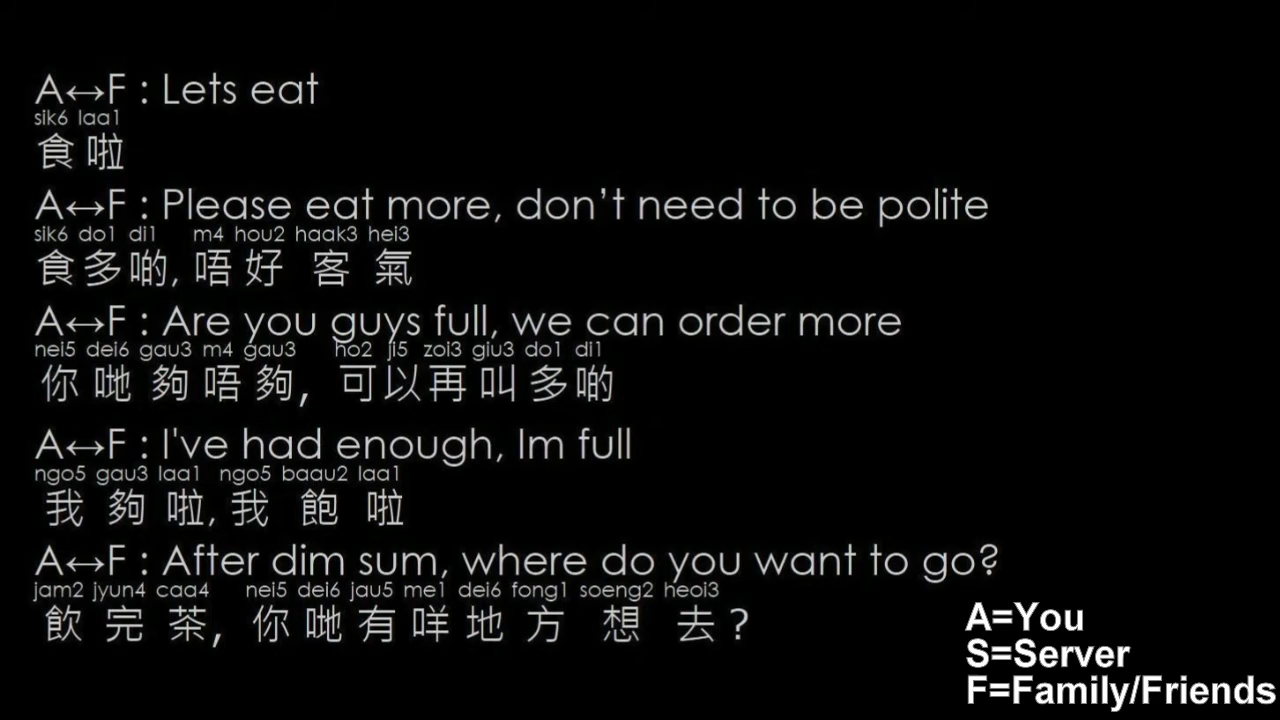 A↔F : Lets eat
sik6 laa1
食 啦
A↔F : Please eat more, don’t need to be polite
sik6 do1 di1 m4 hou2 haak3 hei3
食 多 啲, 唔 好 客 氣
A↔F : Are you guys full, we can order more
nei5 dei6 gau3 m4 gau3 ho2 ji5 zoi3 giu3 do1 di1
你 哋 夠 唔 夠, 可 以 再 叫 多 啲
A↔F : I've had enough, Im full
ngo5 gau3 laa1 ngo5 baau2 laa1
我 夠 啦, 我 飽 啦
A↔F : After dim sum, where do you want to go?
jam2 jyun4 caa4 nei5 dei6 jau5 me1 dei6 fong1 soeng2 heoi3
飲 完 茶, 你 哋 有 咩 地 方 想 去 ?
A=You
S=Server
F=Family/Friends